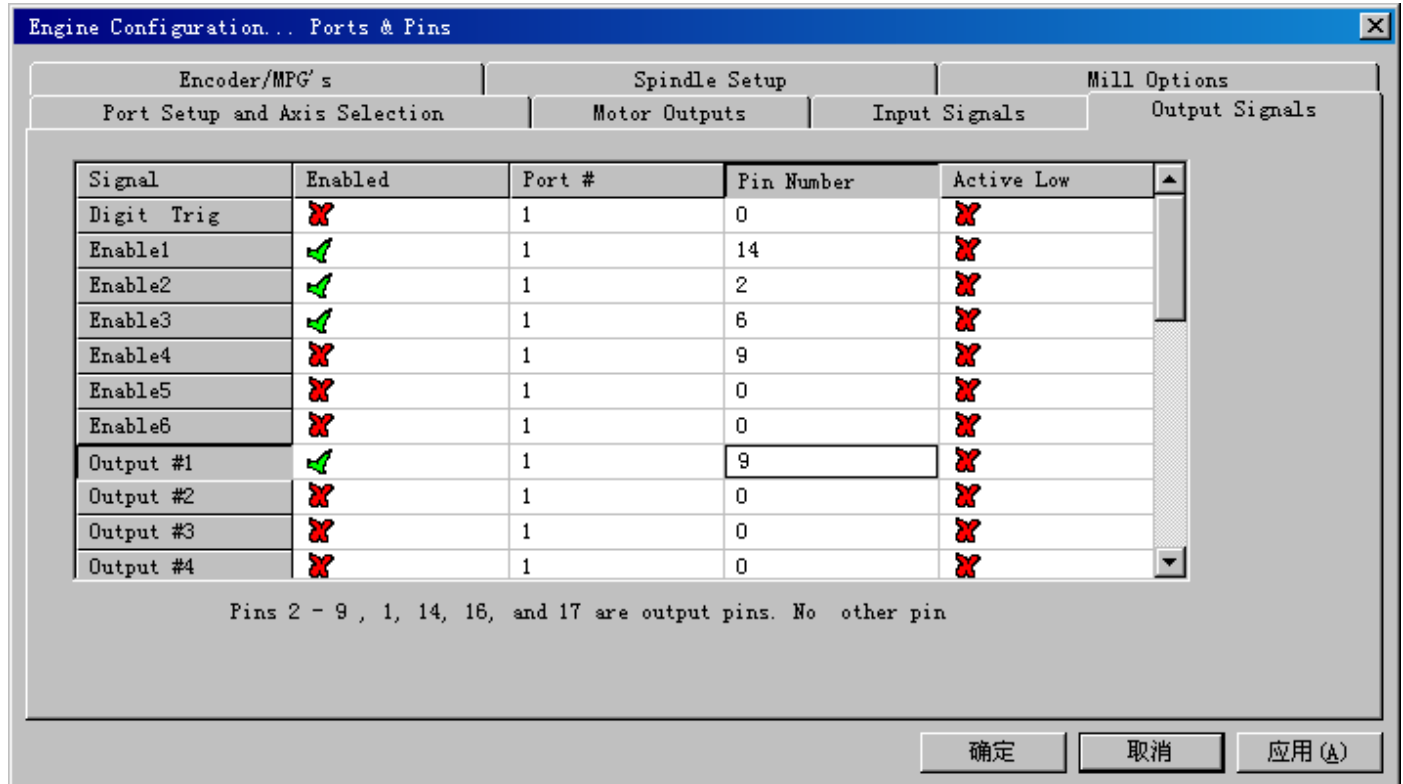 Engine Configuration... Ports & Pins
Encoder/MPG's Spindle Setup Mill Options
Port Setup and Axis Selection Motor Outputs Input Signals Output Signals
Signal Enabled Port # Pin Number Active Low
Digit Trig 1 0
Enable1 1 14
Enable2 1 2
Enable3 1 6
Enable4 1 9
Enable5 1 0
Enable6 1 0
Output #1 1 9
Output #2 1 0
Output #3 1 0
Output #4 1 0
Pins 2 - 9 , 1, 14, 16, and 17 are output pins. No other pin
确定 取消 应用(A)